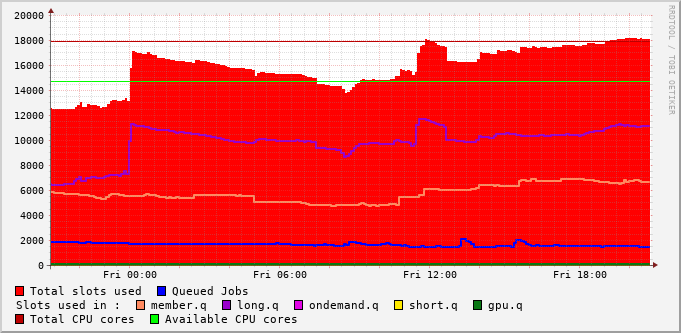 RRDTOOL / TOBI OETIKER
20000
18000
16000
14000
12000
10000
8000
6000
4000
2000
0
Fri 00:00 Fri 06:00 Fri 12:00 Fri 18:00
Total slots used Queued Jobs
Slots used in : member.q long.q ondemand.q short.q gpu.q
Total CPU cores Available CPU cores